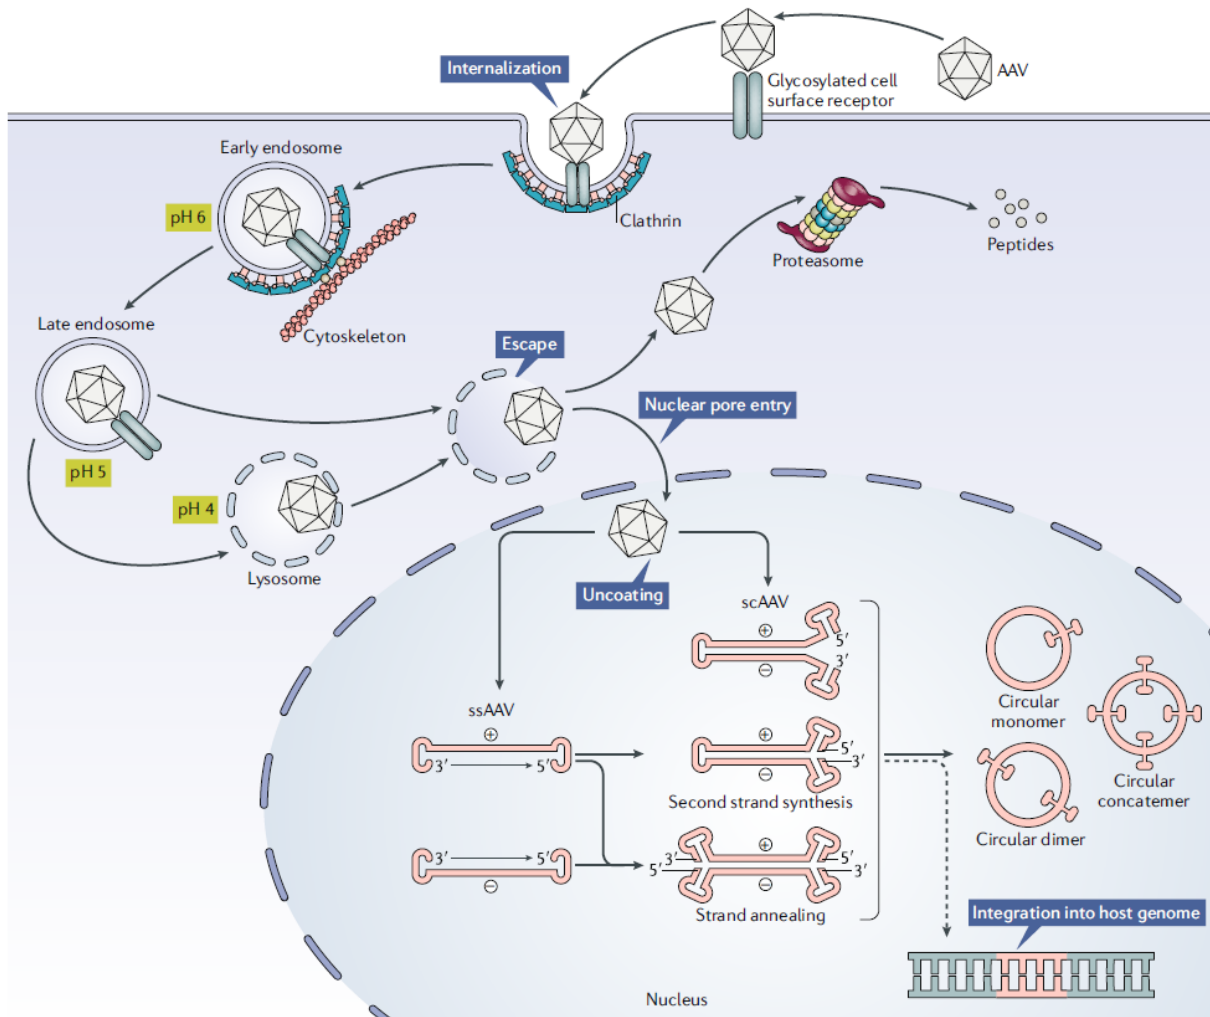 AAV
Glycosylated cell
surface receptor
Internalization
Clathrin
Early endosome
pH 6
Cytoskeleton
Late endosome
pH 5
pH 4
Lysosome
Escape
Proteasome
Peptides
Nuclear pore entry
Uncoating
scAAV
+
5′
3′
−
ssAAV
+
3′
5′
+
5′
3′
−
Second strand synthesis
3′
5′
−
+
5′
3′
5′
3′
−
Strand annealing
Circular
monomer
Circular
concatemer
Circular dimer
Integration into host genome
Nucleus